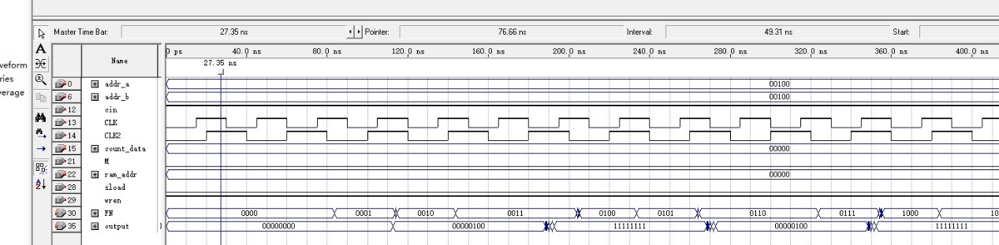 Master Time Bar: 27.35 ns Pointer: 76.66 ns Interval: 49.31 ns Start:
Name 0 ps 40.0 ns 80.0 ns 120.0 ns 160.0 ns 200.0 ns 240.0 ns 280.0 ns 320.0 ns 360.0 ns 400.0 ns
27.35 ns
veform
ries
verage
A
0 addr_a 00100
6 addr_b 00100
12 cin
13 CLK
14 CLK2
15 count_data 00000
21 M
22 ram_addr 00000
28 sload
29 wren
30 FN 0000 0001 0010 0011 0100 0101 0110 0111 1000 10
35 output 00000000 00000100 11111111 00000100 11111111